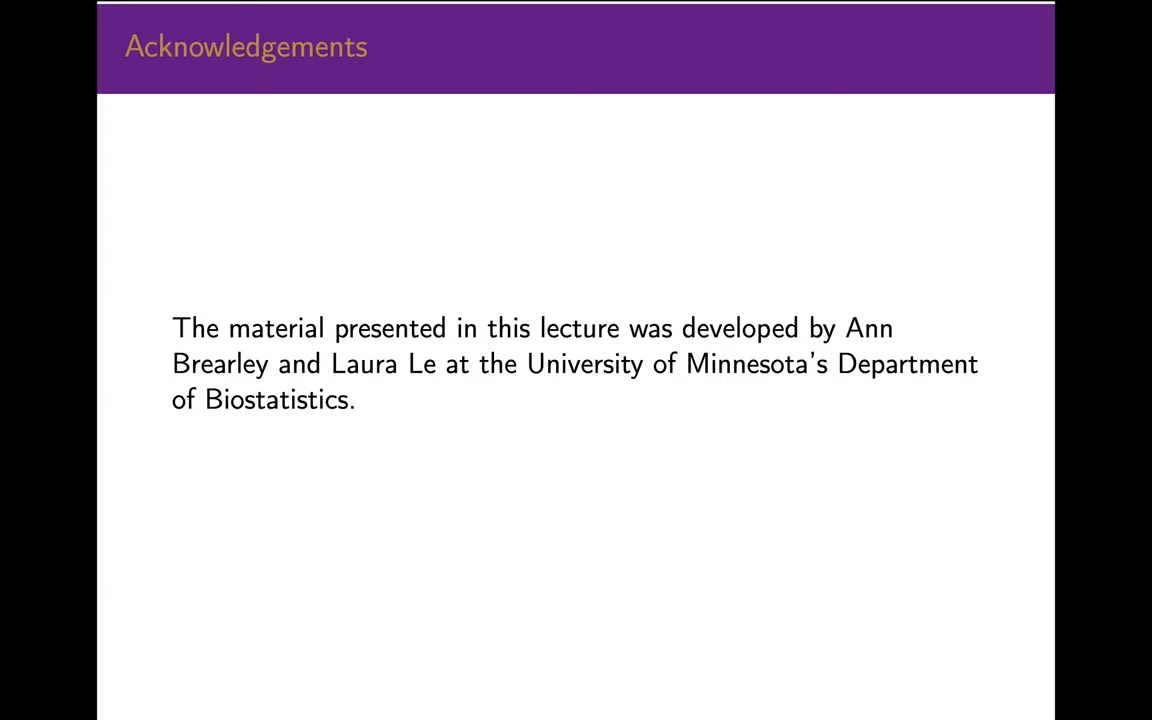 Acknowledgements
The material presented in this lecture was developed by Ann
Brearley and Laura Le at the University of Minnesota's Department
of Biostatistics.